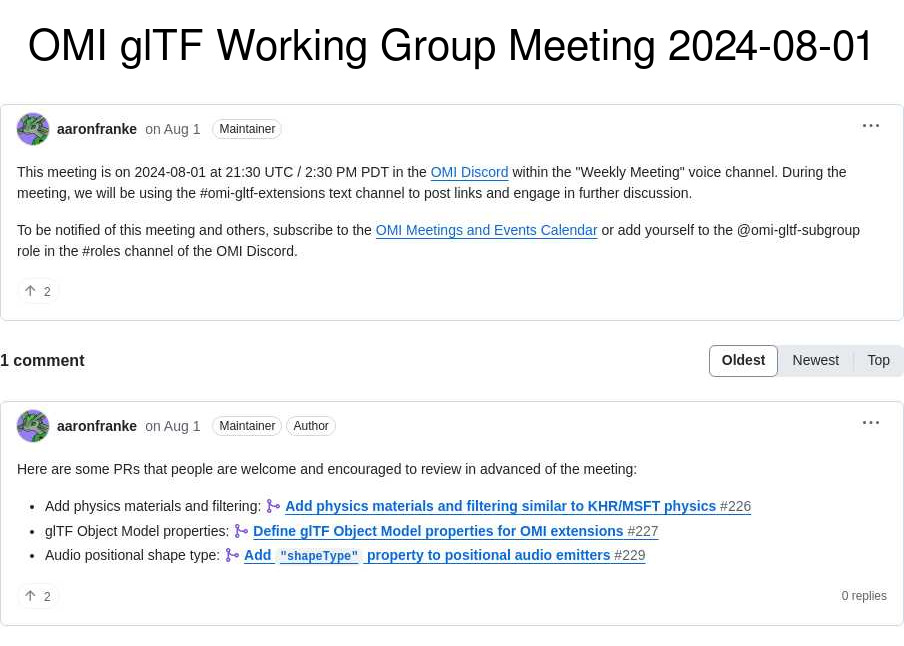 OMI glTF Working Group Meeting 2024-08-01
aaronfranke on Aug 1 Maintainer
This meeting is on 2024-08-01 at 21:30 UTC / 2:30 PM PDT in the OMI Discord within the "Weekly Meeting" voice channel. During the
meeting, we will be using the #omi-gltf-extensions text channel to post links and engage in further discussion.
To be notified of this meeting and others, subscribe to the OMI Meetings and Events Calendar or add yourself to the @omi-gltf-subgroup
role in the #roles channel of the OMI Discord.
2
1 comment
Oldest Newest Top
aaronfranke on Aug 1 Maintainer Author
Here are some PRs that people are welcome and encouraged to review in advanced of the meeting:
• Add physics materials and filtering: Add physics materials and filtering similar to KHR/MSFT physics #226
• glTF Object Model properties: Define glTF Object Model properties for OMI extensions #227
• Audio positional shape type: Add "shapeType" property to positional audio emitters #229
2
0 replies